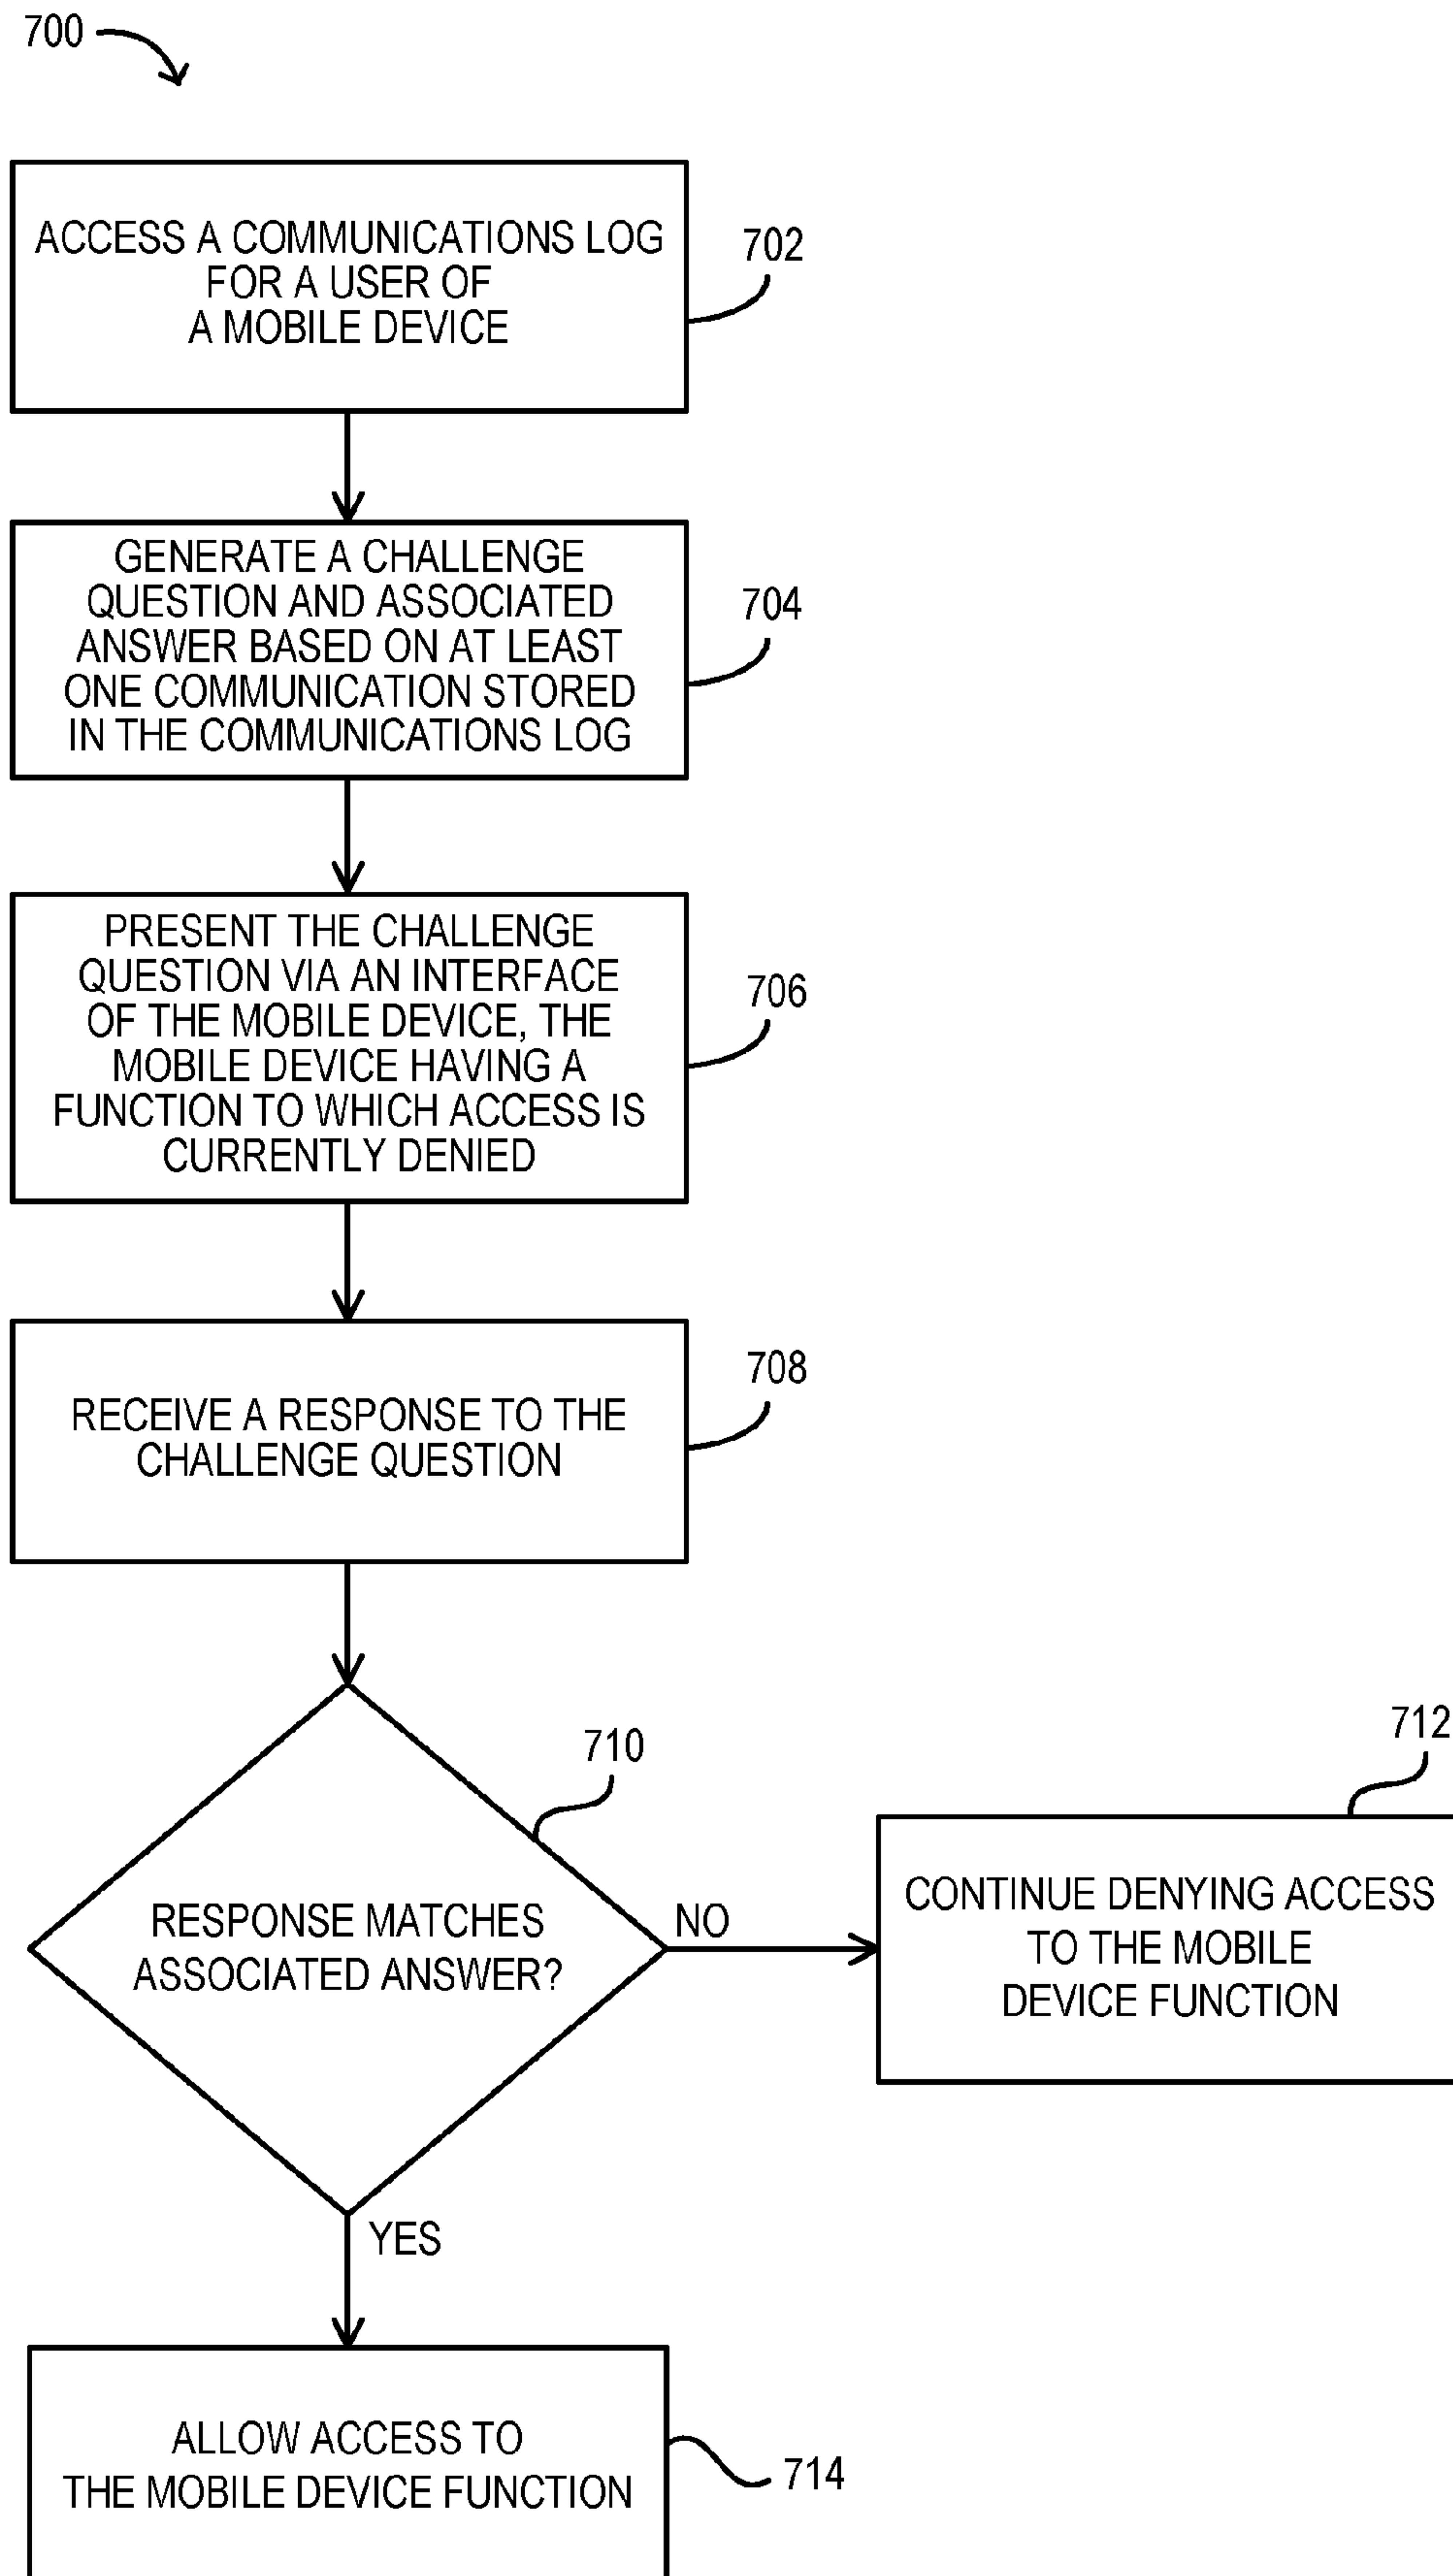 700
ACCESS A COMMUNICATIONS LOG
FOR A USER OF
A MOBILE DEVICE
702
GENERATE A CHALLENGE
QUESTION AND ASSOCIATED
ANSWER BASED ON AT LEAST
ONE COMMUNICATION STORED
IN THE COMMUNICATIONS LOG
704
PRESENT THE CHALLENGE
QUESTION VIA AN INTERFACE
OF THE MOBILE DEVICE, THE
MOBILE DEVICE HAVING A
FUNCTION TO WHICH ACCESS IS
CURRENTLY DENIED
706
RECEIVE A RESPONSE TO THE
CHALLENGE QUESTION
708
RESPONSE MATCHES
ASSOCIATED ANSWER?
710
NO
CONTINUE DENYING ACCESS
TO THE MOBILE
DEVICE FUNCTION
712
YES
ALLOW ACCESS TO
THE MOBILE DEVICE FUNCTION
714